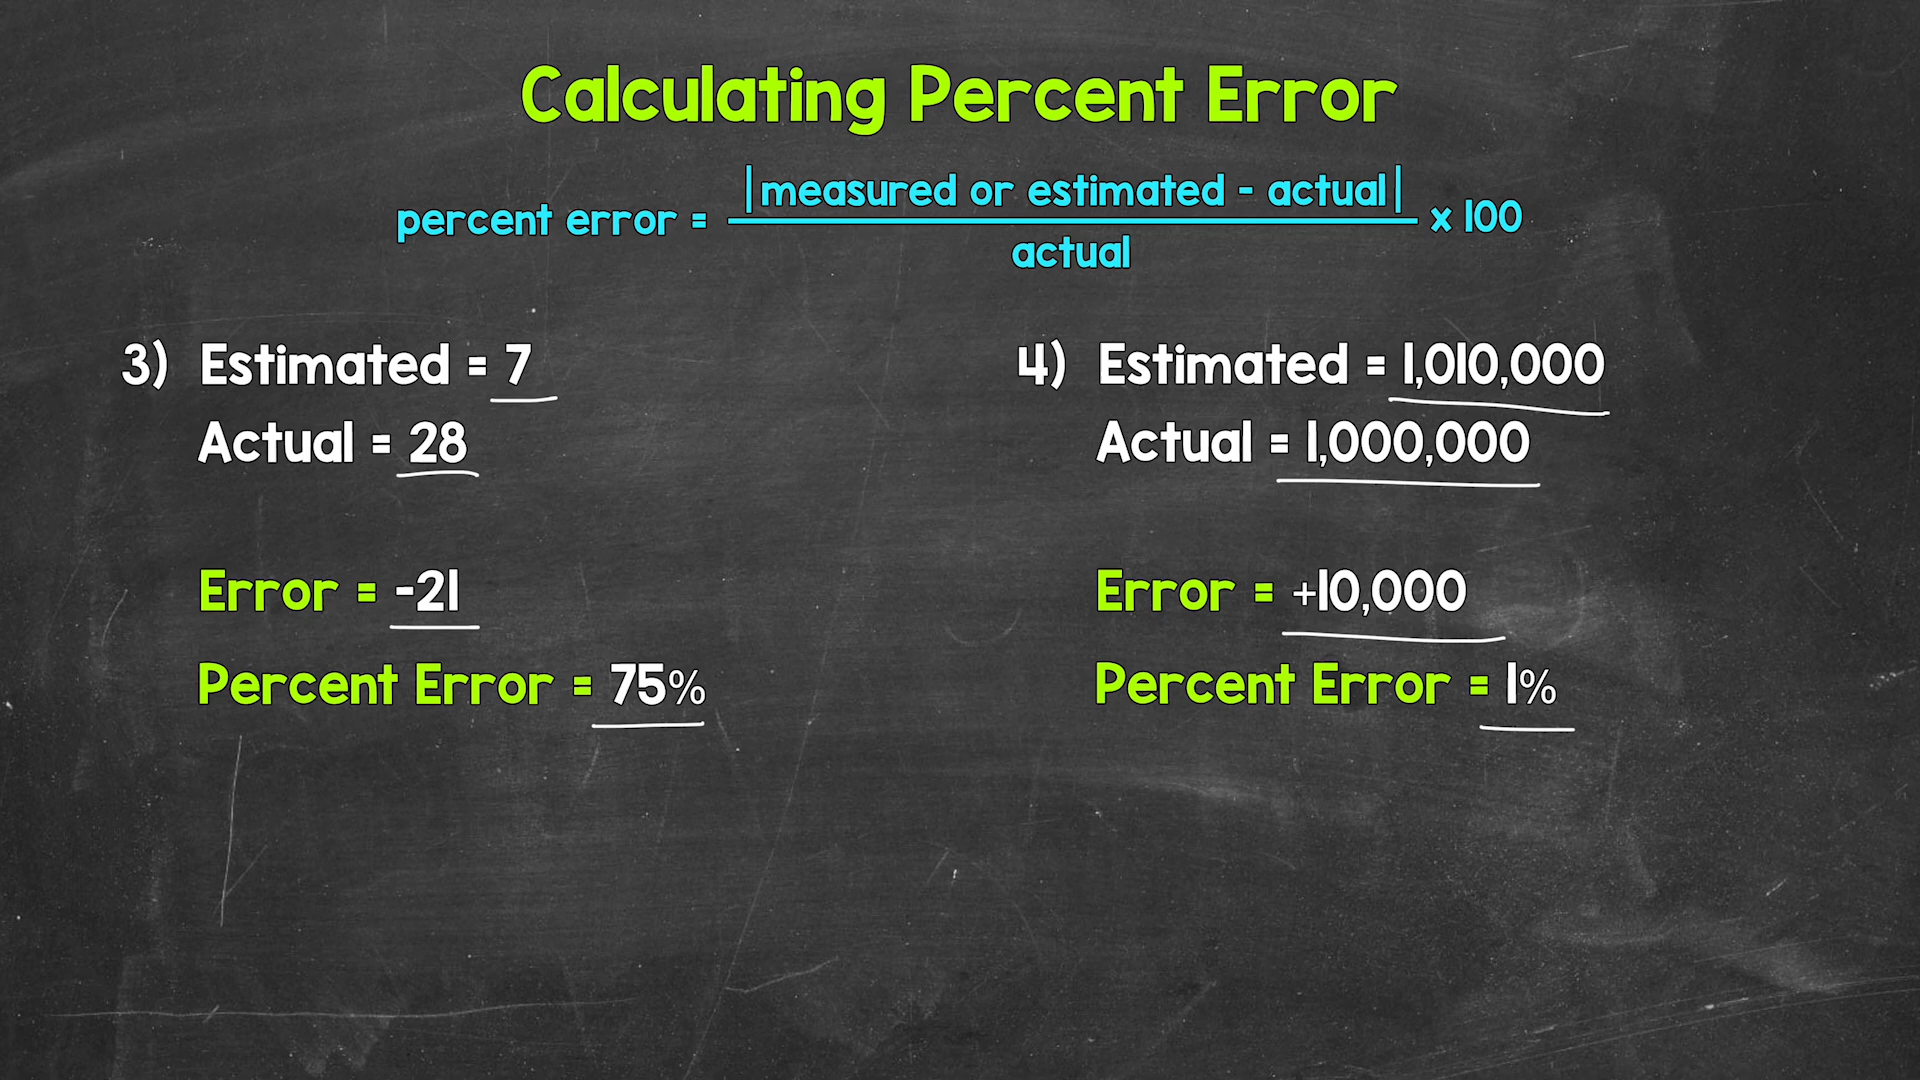 Calculating Percent Error
percent error = |measured or estimated - actual| / actual x 100
3) Estimated = 7
Actual = 28
Error = -21
Percent Error = 75%
4) Estimated = 1,010,000
Actual = 1,000,000
Error = +10,000
Percent Error = 1%